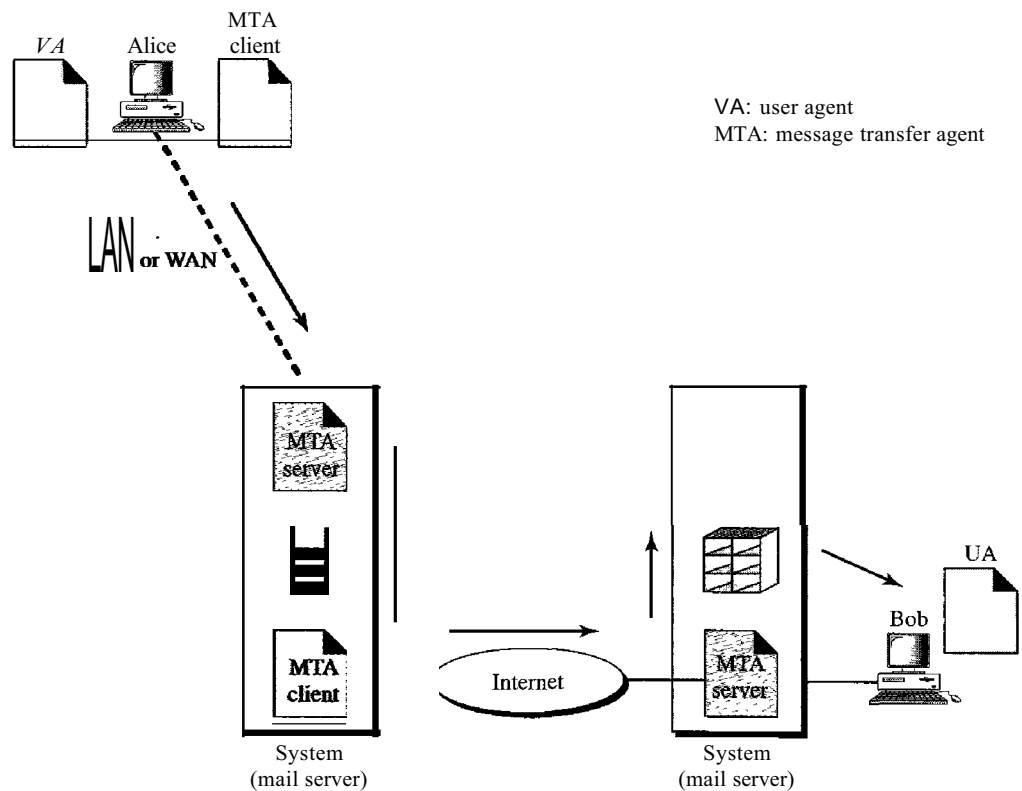 VA
Alice
MTA
client
VA: user agent
MTA: message transfer agent
LAN or WAN
MTA
server
MTA
client
System
(mail server)
Internet
MTA
server
System
(mail server)
Bob
UA